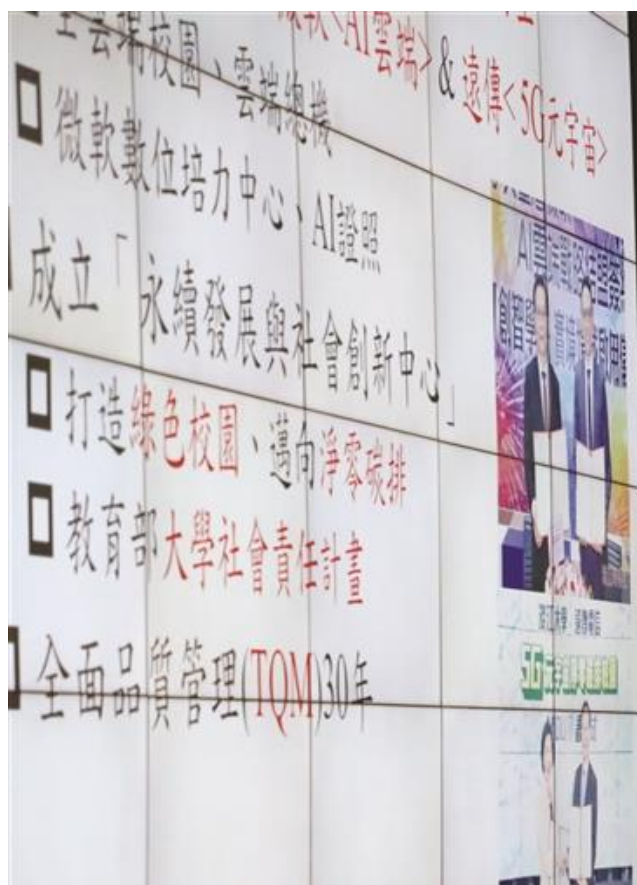 微軟<AI雲端> & 遠傳<5G元宇宙>
全雲端校園、雲端總機
微軟數位培力中心、AI證照
成立「永續發展與社會創新中心」
打造綠色校園、邁向淨零碳排
教育部大學社會責任計畫
全面品質管理(TQM)30年
5G